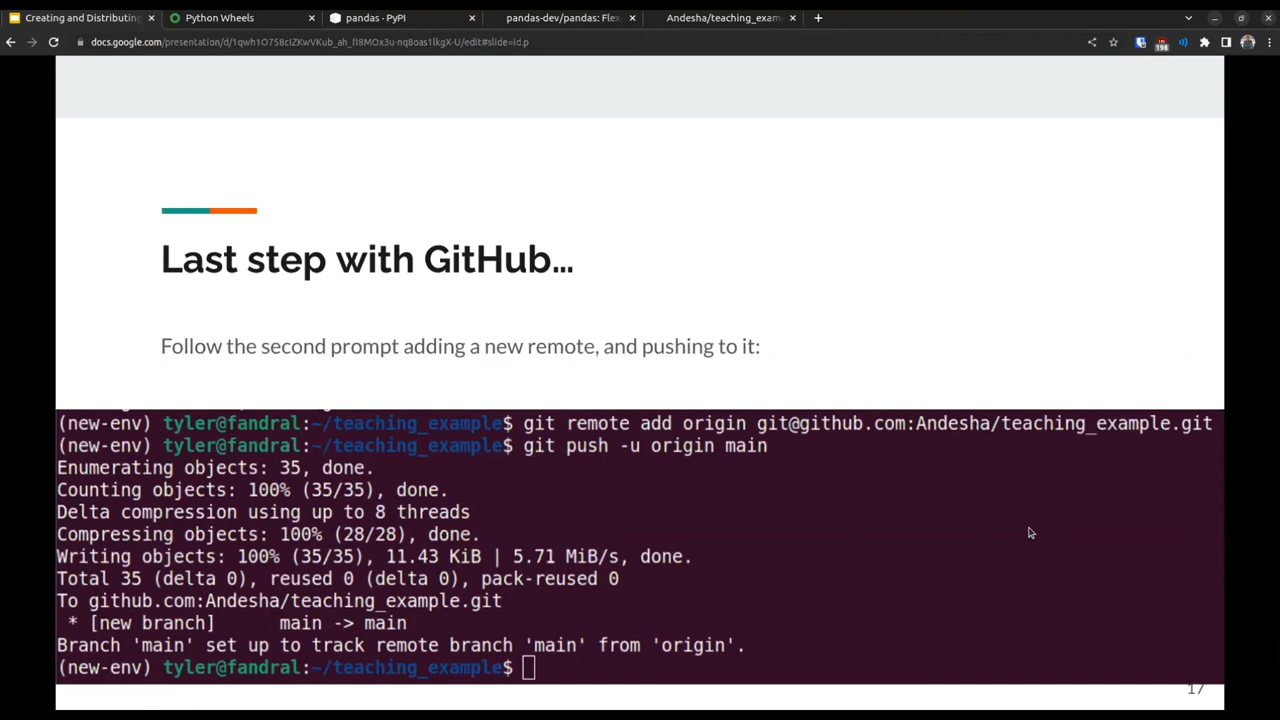 Creating and Distributing
Python Wheels
pandas · PyPI
pandas-dev/pandas: Flex
Andesha/teaching_exam
docs.google.com/presentation/d/1qwh1O758cIZKwVKub_ah_fI8MOx3u-nq8oas1lkgX-U/edit#slide=id.p
198
Last step with GitHub...
Follow the second prompt adding a new remote, and pushing to it:
(new-env) tyler@fandral:~/teaching_example$ git remote add origin git@github.com:Andesha/teaching_example.git
(new-env) tyler@fandral:~/teaching_example$ git push -u origin main
Enumerating objects: 35, done.
Counting objects: 100% (35/35), done.
Delta compression using up to 8 threads
Compressing objects: 100% (28/28), done.
Writing objects: 100% (35/35), 11.43 KiB | 5.71 MiB/s, done.
Total 35 (delta 0), reused 0 (delta 0), pack-reused 0
To github.com:Andesha/teaching_example.git
 * [new branch]      main -> main
Branch 'main' set up to track remote branch 'main' from 'origin'.
(new-env) tyler@fandral:~/teaching_example$
17